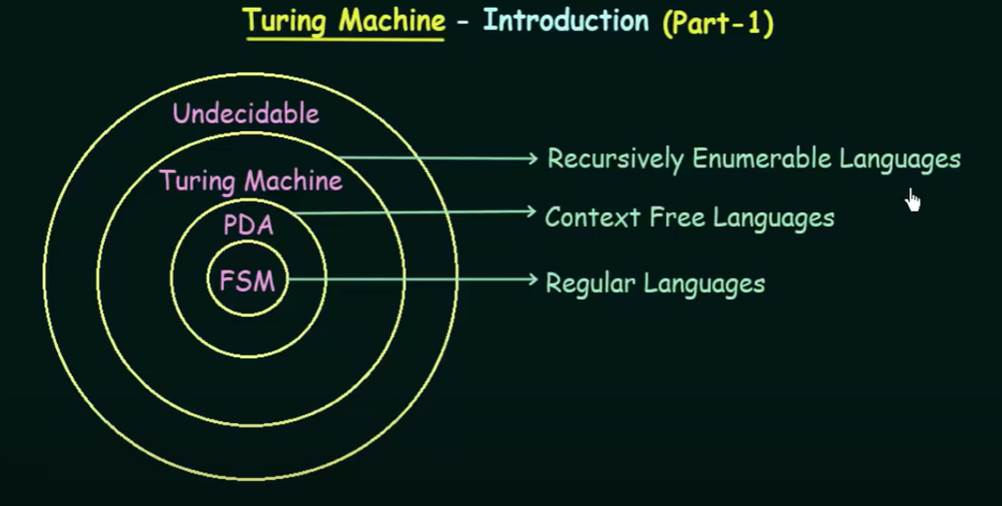 Turing Machine - Introduction (Part-1)
Undecidable
Recursively Enumerable Languages
Turing Machine
Context Free Languages
PDA
FSM
Regular Languages